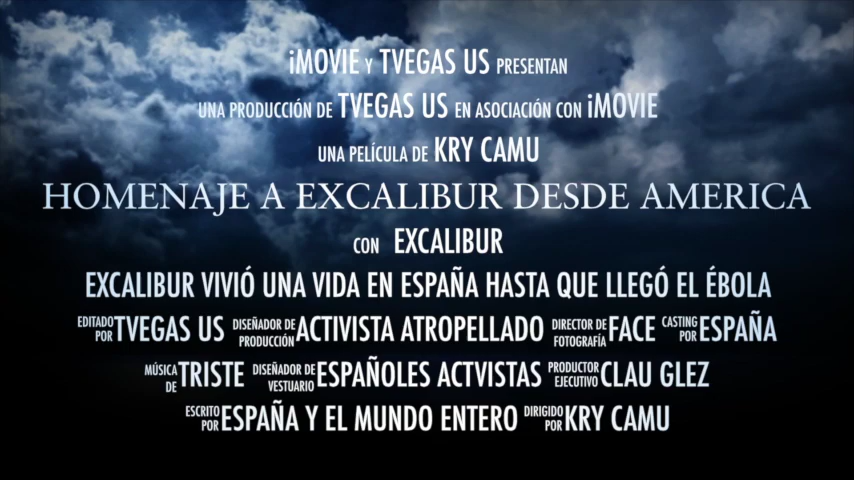 iMOVIE Y TVEGAS US PRESENTAN
UNA PRODUCCIÓN DE TVEGAS US EN ASOCIACIÓN CON iMOVIE
UNA PELÍCULA DE KRY CAMU
HOMENAJE A EXCALIBUR DESDE AMERICA
CON EXCALIBUR
EXCALIBUR VIVIÓ UNA VIDA EN ESPAÑA HASTA QUE LLEGÓ EL ÉBOLA
EDITADO POR TVEGAS US DISEÑADOR DE PRODUCCIÓN ACTIVISTA ATROPELLADO DIRECTOR DE FOTOGRAFÍA FACE CASTING POR ESPAÑA
MÚSICA DE TRISTE DISEÑADOR DE VESTUARIO ESPAÑOLES ACTVISTAS PRODUCTOR EJECUTIVO CLAU GLEZ
ESCRITO POR ESPAÑA Y EL MUNDO ENTERO DIRIGIDO POR KRY CAMU